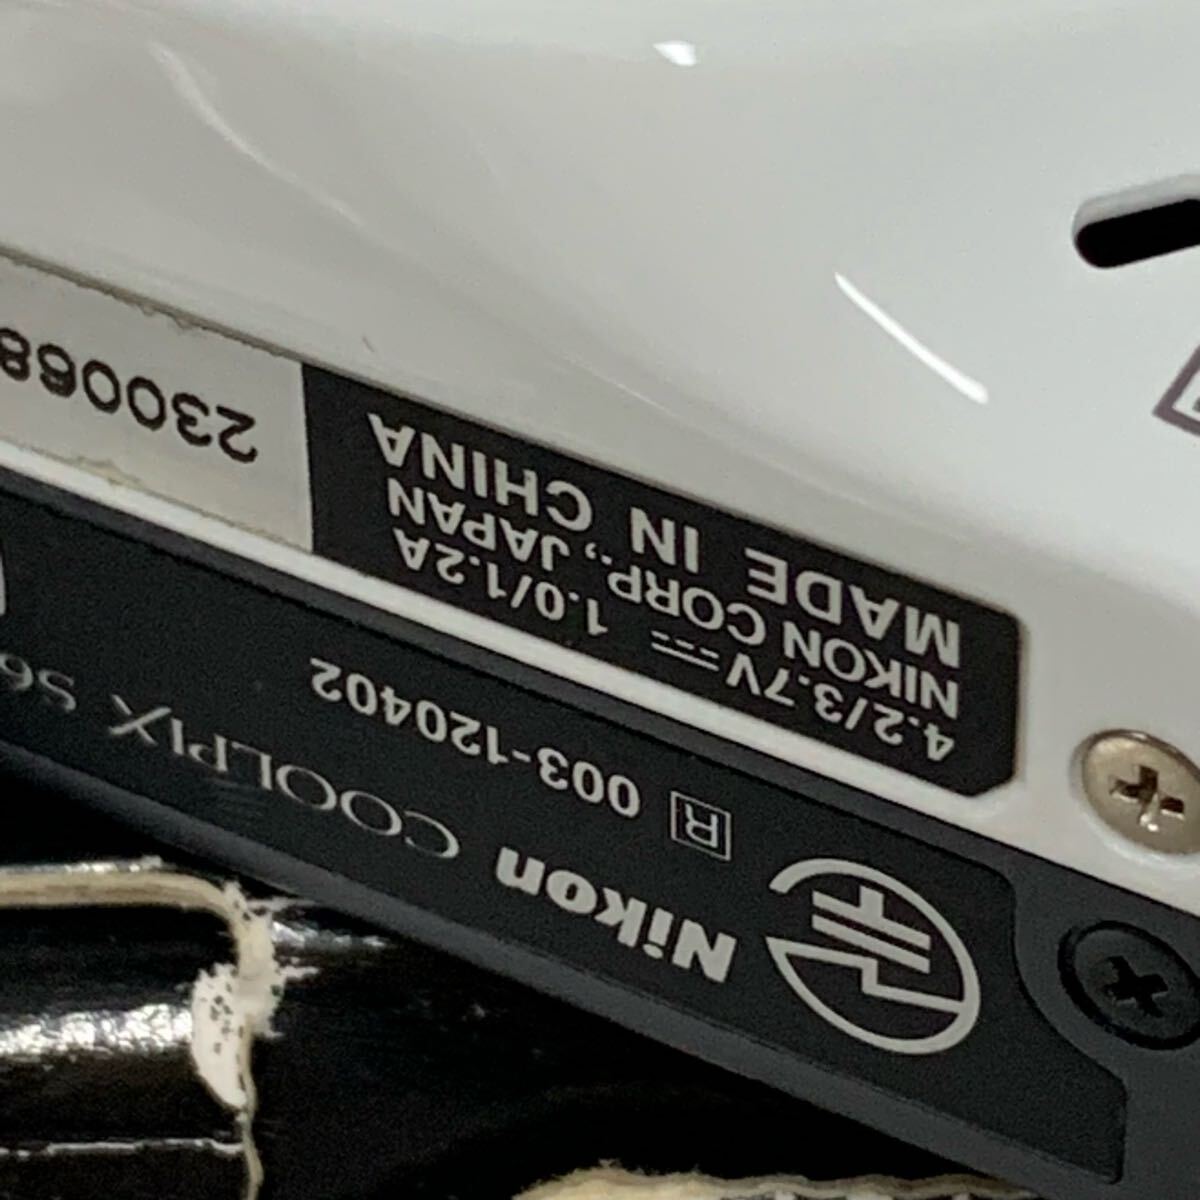 Nikon COOLPIX S6
R 003-120402
4.2/3.7V 1.0/1.2A
NIKON CORP., JAPAN
MADE IN CHINA
230068